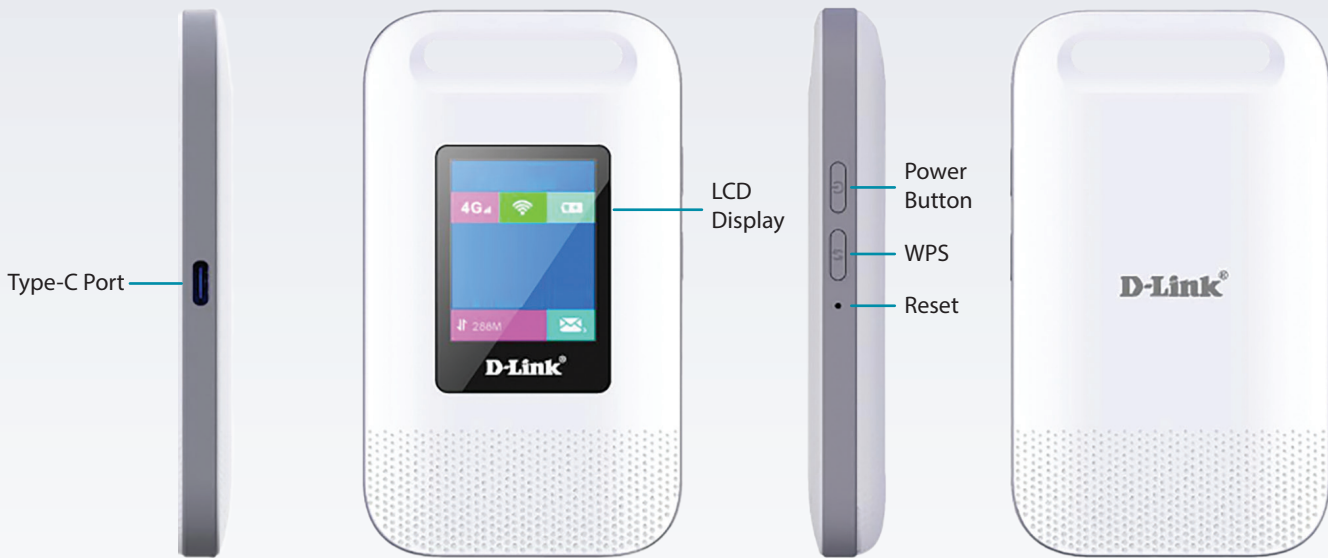 Type-C Port
4G
288M
D-Link®
LCD
Display
Power
Button
WPS
Reset
D-Link®